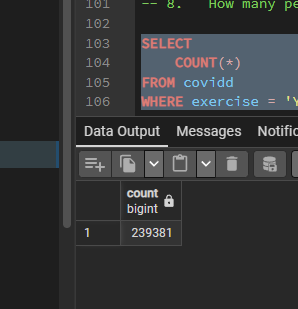 101
102 -- 8. How many pe
103 SELECT
104 COUNT(*)
105 FROM covidd
106 WHERE exercise = 'Y
Data Output Messages Notific
count
bigint
1 239381